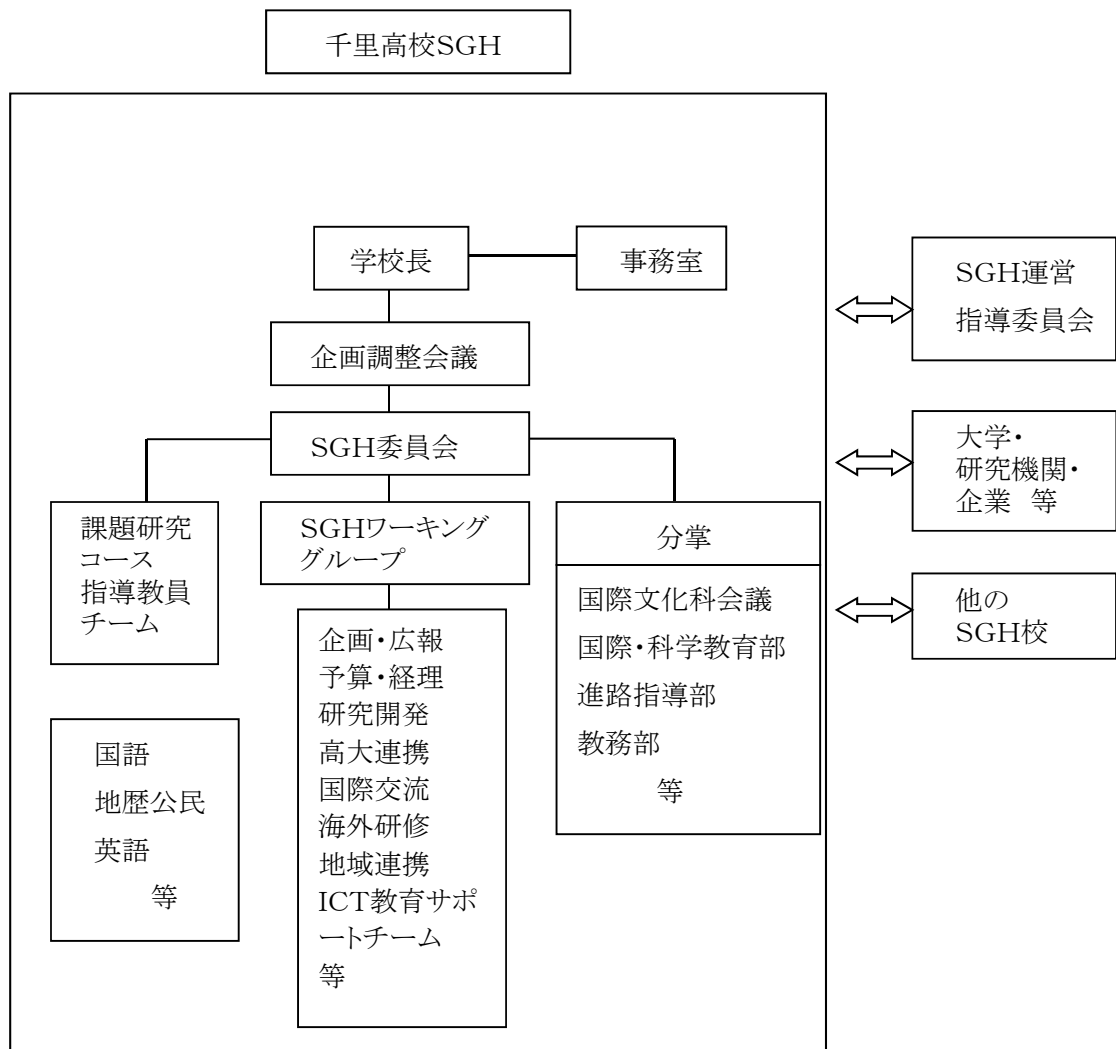 千里高校SGH
学校長
事務室
企画調整会議
SGH委員会
課題研究
コース
指導教員
チーム
SGHワーキング
グループ
分掌
国際文化科会議
国際・科学教育部
進路指導部
教務部
等
企画・広報
予算・経理
研究開発
高大連携
国際交流
海外研修
地域連携
ICT教育サポ
ートチーム
等
国語
地歴公民
英語
等
SGH運営
指導委員会
大学・
研究機関・
企業　等
他の
SGH校